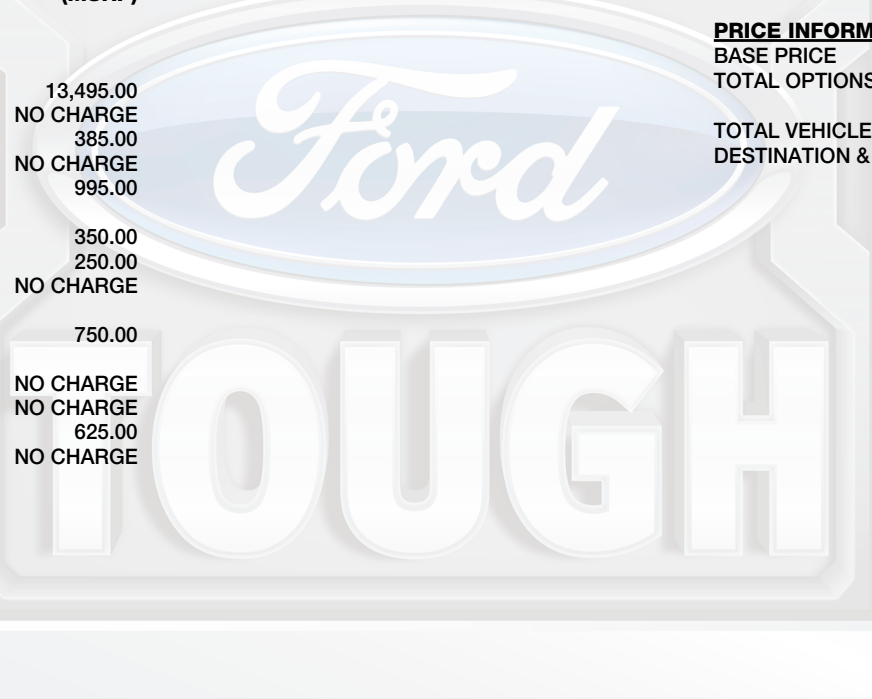 13,495.00
NO CHARGE
385.00
NO CHARGE
995.00
350.00
250.00
NO CHARGE
750.00
NO CHARGE
NO CHARGE
625.00
NO CHARGE
PRICE INFORM
BASE PRICE
TOTAL OPTIONS
TOTAL VEHICLE
DESTINATION &
Ford
TOUGH